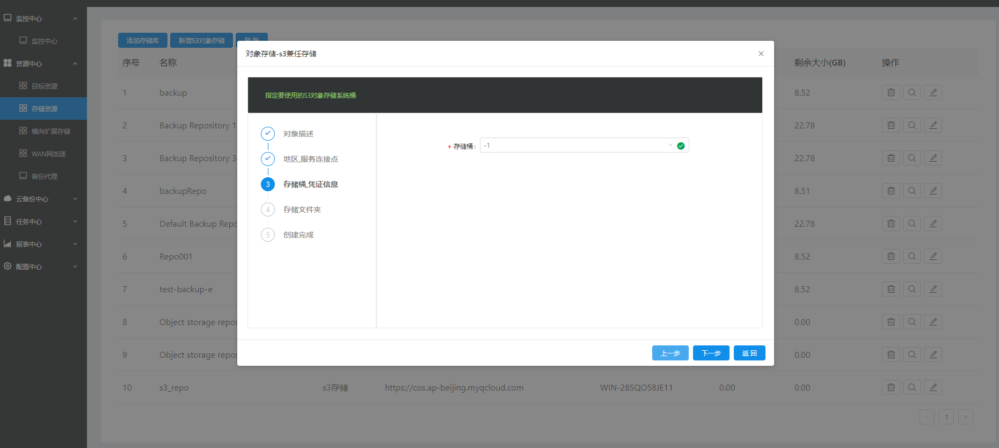 监控中心
监控中心
资源中心
目标资源
存储资源
横向扩展存储
WAN网加速
备份代理
云备份中心
任务中心
报表中心
配置中心
添加存储库 新增S3对象存储 刷 新
序号 名称 剩余大小(GB) 操作
1 backup 8.52
2 Backup Repository 1 22.78
3 Backup Repository 3 22.78
4 backupRepo 8.51
5 Default Backup Repo 22.78
6 Repo001 8.52
7 test-backup-e 8.52
8 Object storage repos 0.00
9 Object storage repos 0.00
10 s3_repo s3存储 https://cos.ap-beijing.myqcloud.com WIN-28SQO58JE11 0.00 0.00
1
对象存储-s3兼任存储
指定要使用的S3对象存储系统桶
对象描述
地区,服务连接点
3 存储桶,凭证信息
4 存储文件夹
5 创建完成
* 存储桶: -1
上一步 下一步 返 回